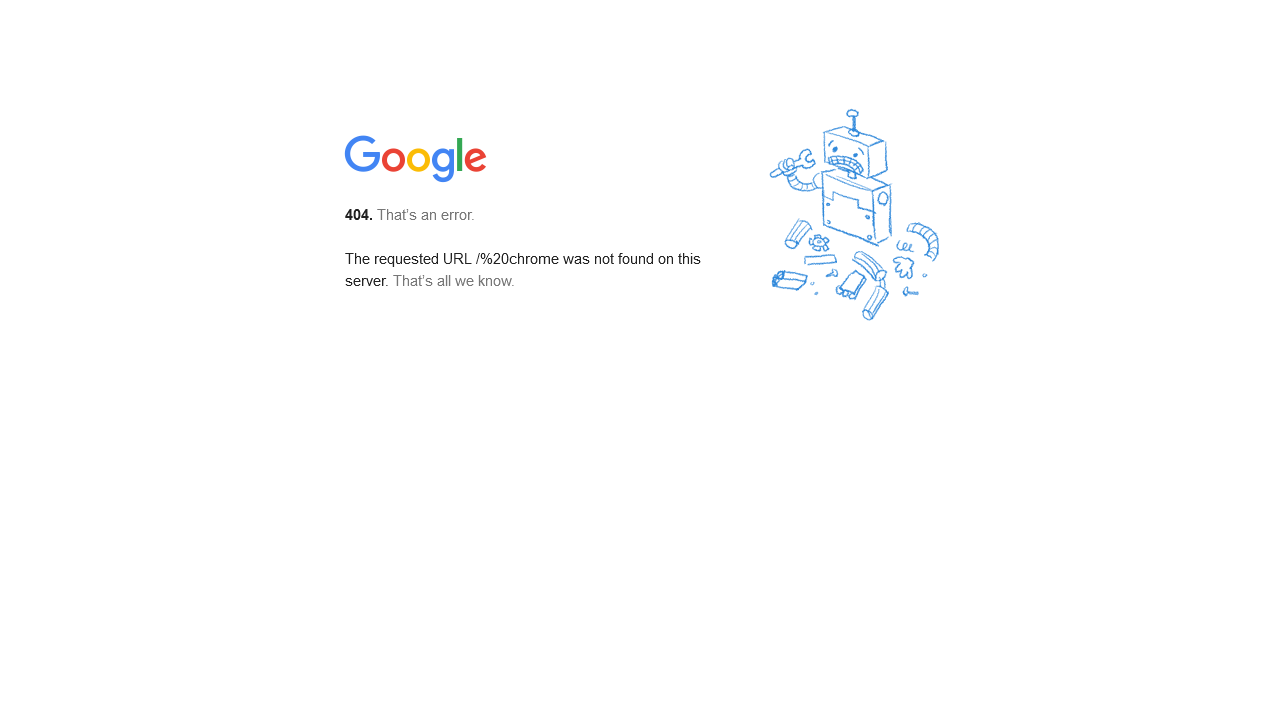 Google
404. That’s an error.
The requested URL /%20chrome was not found on this
server. That’s all we know.